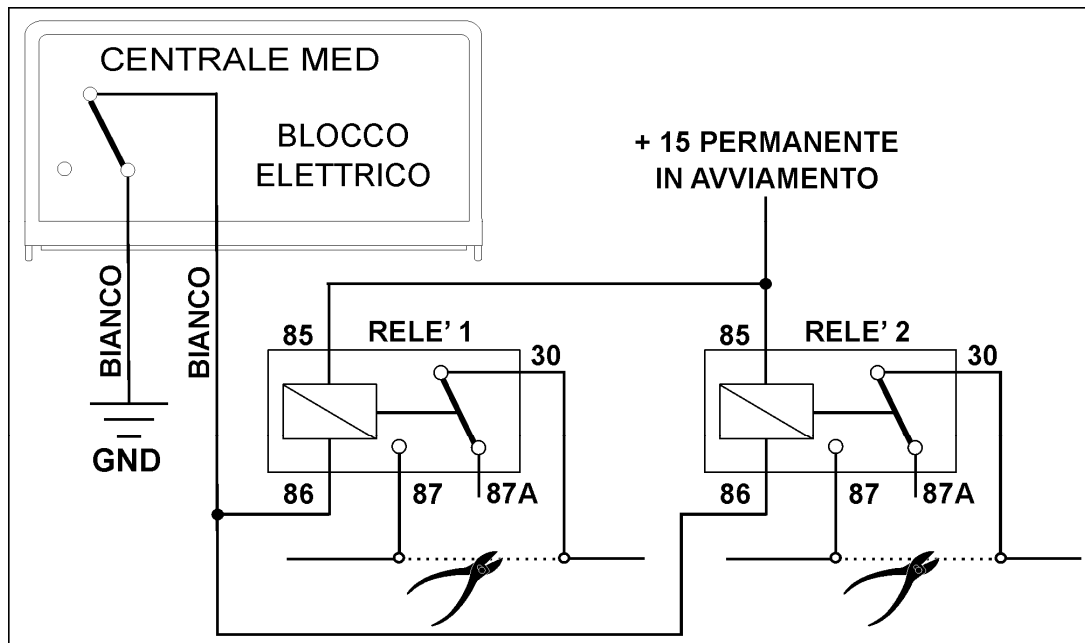 CENTRALE MED
BLOCCO
ELETTRICO
+ 15 PERMANENTE
IN AVVIAMENTO
BIANCO
BIANCO
GND
85
RELE' 1
30
86
87
87A
85
RELE' 2
30
86
87
87A